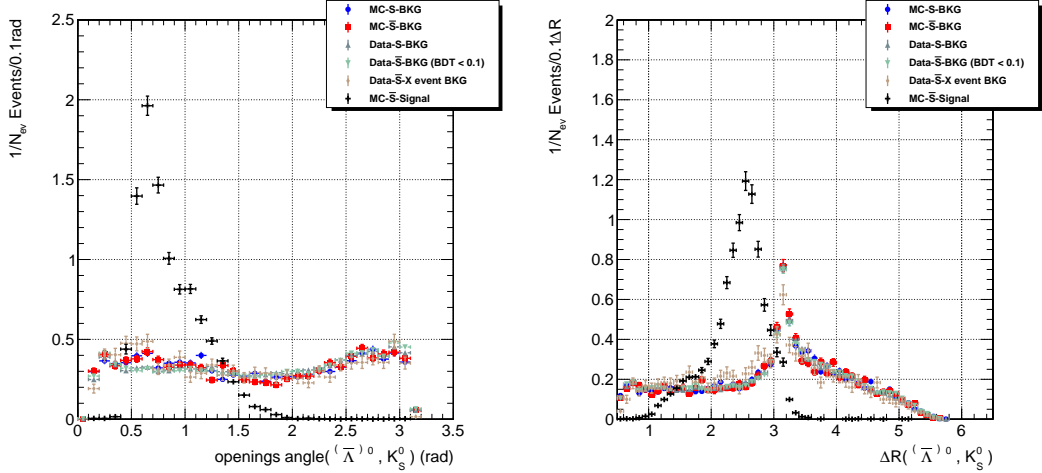 1/N_ev Events/0.1rad
2.5
2
1.5
1
0.5
0
0 0.5 1 1.5 2 2.5 3 3.5
openings angle( (Λ̅)0 , K_S^0 ) (rad)
MC-S-BKG
MC-S̅-BKG
Data-S-BKG
Data-S̅-BKG (BDT < 0.1)
Data-S̅-X event BKG
MC-S̅-Signal
1/N_ev Events/0.1ΔR
2
1.8
1.6
1.4
1.2
1
0.8
0.6
0.4
0.2
0
1 2 3 4 5 6
ΔR( (Λ̅)0 , K_S^0 )
MC-S-BKG
MC-S̅-BKG
Data-S-BKG
Data-S̅-BKG (BDT < 0.1)
Data-S̅-X event BKG
MC-S̅-Signal